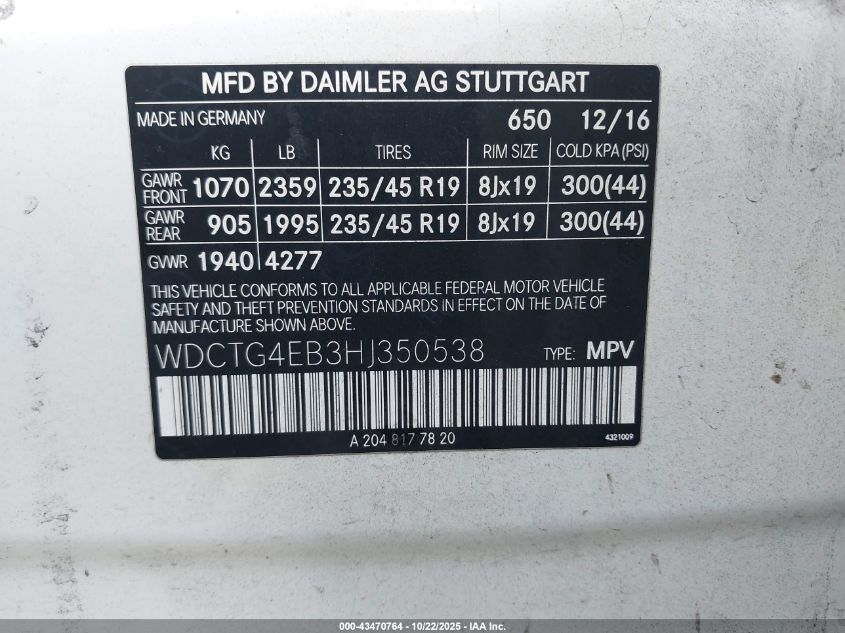 MFD BY DAIMLER AG STUTTGART
MADE IN GERMANY 650 12/16
KG LB TIRES RIM SIZE COLD KPA (PSI)
GAWR FRONT 1070 2359 235/45 R19 8Jx19 300(44)
GAWR REAR 905 1995 235/45 R19 8Jx19 300(44)
GVWR 1940 4277
THIS VEHICLE CONFORMS TO ALL APPLICABLE FEDERAL MOTOR VEHICLE
SAFETY AND THEFT PREVENTION STANDARDS IN EFFECT ON THE DATE OF
MANUFACTURE SHOWN ABOVE.
WDCTG4EB3HJ350538 TYPE: MPV
A 204 817 78 20 4321009
000-43470764 - 10/22/2025 - IAA Inc.